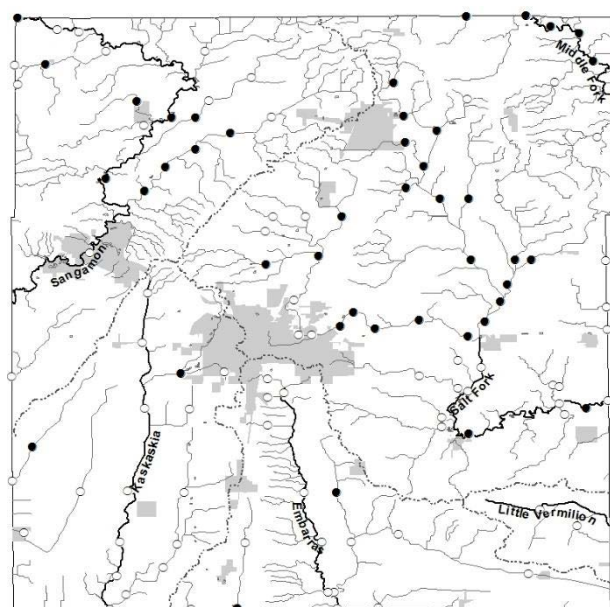 Middle Fork
Sangamon
Salt Fork
Kaskaskia
Embarras
Little Vermilion